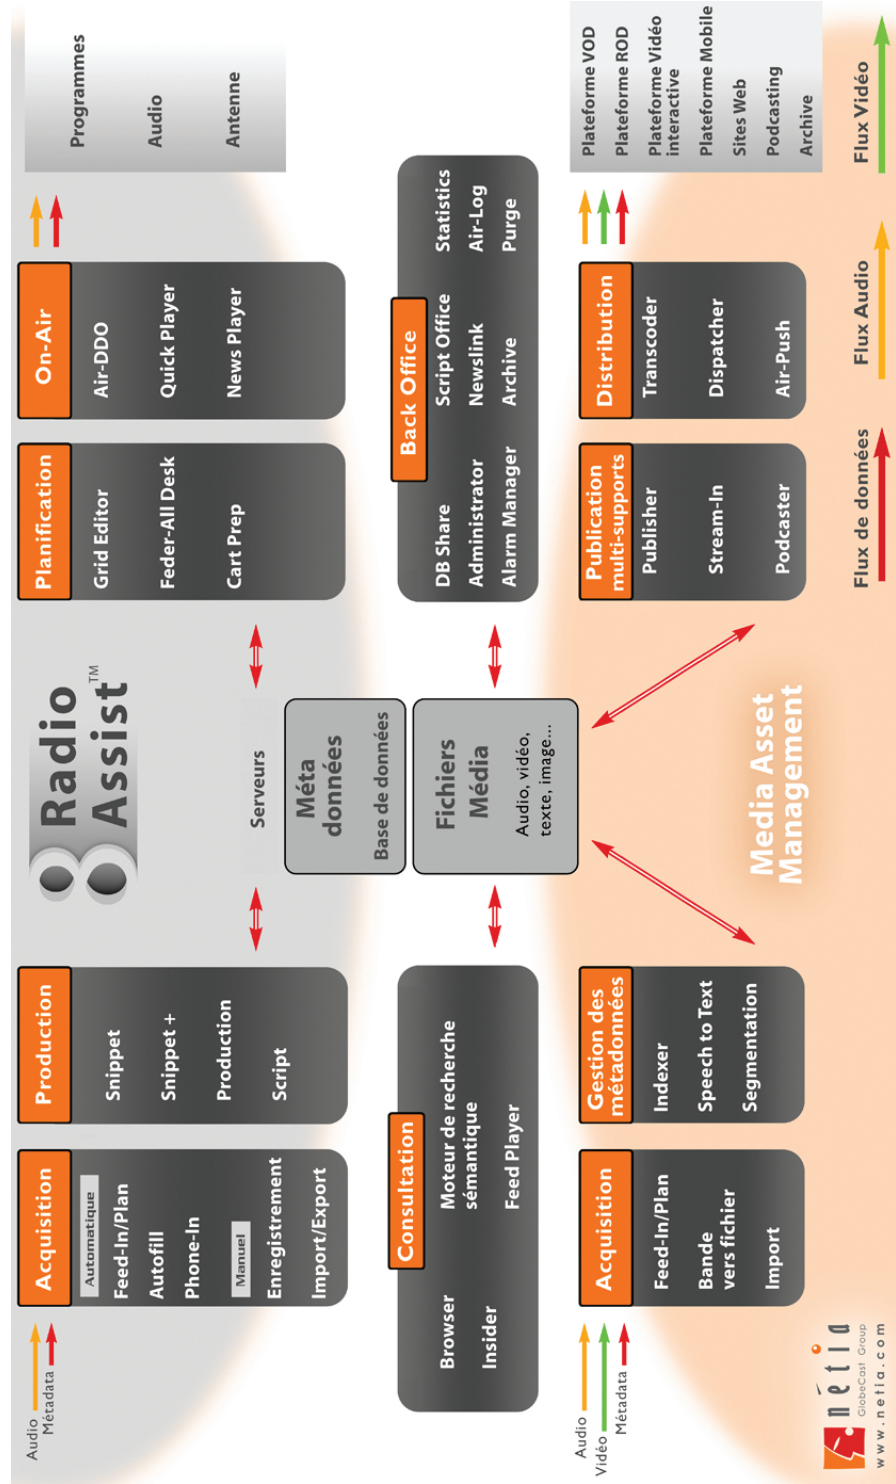 8 Radio
Assist™
Audio
Métadata
Acquisition
Automatique
Feed-In/Plan
Autofill
Phone-In
Manuel
Enregistrement
Import/Export
Production
Snippet
Snippet +
Production
Script
Serveurs
Planification
Grid Editor
Feder-All Desk
Cart Prep
On-Air
Air-DDO
Quick Player
News Player
Programmes
Audio
Antenne
Méta
données
Base de données
Fichiers
Média
Audio, vidéo,
texte, image...
Consultation
Browser
Insider
Moteur de recherche
sémantique
Feed Player
Back Office
DB Share
Administrator
Alarm Manager
Script Office
Newslink
Archive
Statistics
Air-Log
Purge
Audio
Vidéo
Métadata
Acquisition
Feed-In/Plan
Bande
vers fichier
Import
Gestion des
métadonnées
Indexer
Speech to Text
Segmentation
Media Asset
Management
Publication
multi-supports
Publisher
Stream-In
Podcaster
Distribution
Transcoder
Dispatcher
Air-Push
Plateforme VOD
Plateforme ROD
Plateforme Vidéo
interactive
Plateforme Mobile
Sites Web
Podcasting
Archive
nétia
GlobeCast Group
www.netia.com
Flux de données
Flux Audio
Flux Vidéo